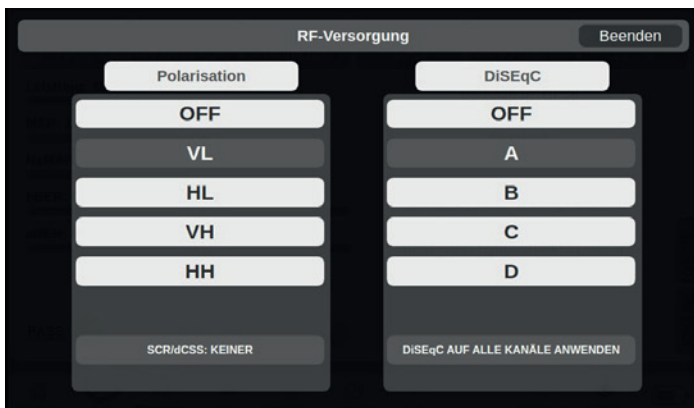 RF-Versorgung
Beenden
Polarisation
DiSEqC
OFF
OFF
VL
A
HL
B
VH
C
HH
D
SCR/dCSS: KEINER
DiSEqC AUF ALLE KANÄLE ANWENDEN